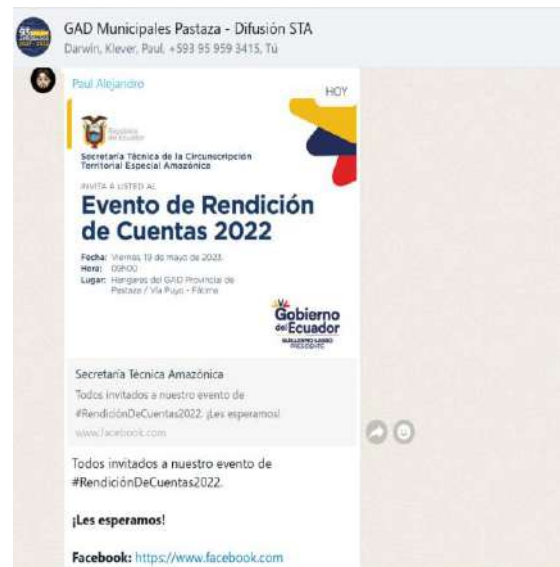 GAD Municipales Pastaza - Difusión STA
Darwin, Klever, Paul, +593 95 959 3415, Tú
Paul Alejandro
HOY
República
del Ecuador
Secretaría Técnica de la Circunscripción
Territorial Especial Amazónica
INVITA A USTED AL
Evento de Rendición
de Cuentas 2022
Fecha: Viernes 19 de mayo de 2023.
Hora: 09h00
Lugar: Hangares del GAD Provincial de
Pastaza / Vía Puyo - Fátima
Gobierno
del Ecuador
GUILLERMO LASSO
PRESIDENTE
Secretaría Técnica Amazónica
Todos invitados a nuestro evento de
#RendiciónDeCuentas2022. ¡Les esperamos!
www.facebook.com
Todos invitados a nuestro evento de
#RendiciónDeCuentas2022.
¡Les esperamos!
Facebook: https://www.facebook.com